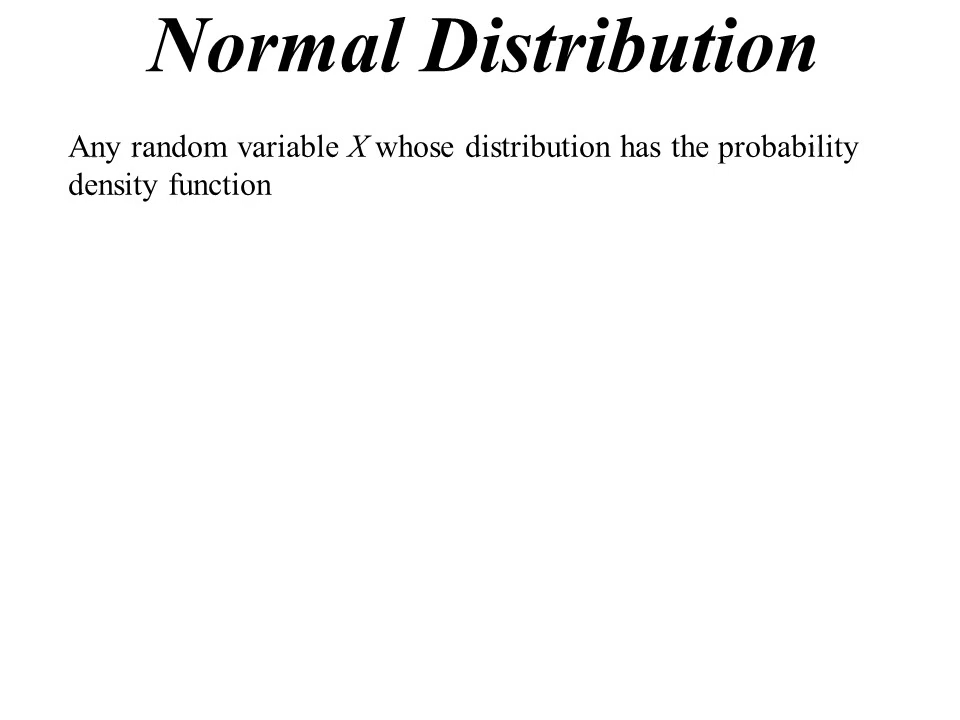 Normal Distribution
Any random variable X whose distribution has the probability
density function